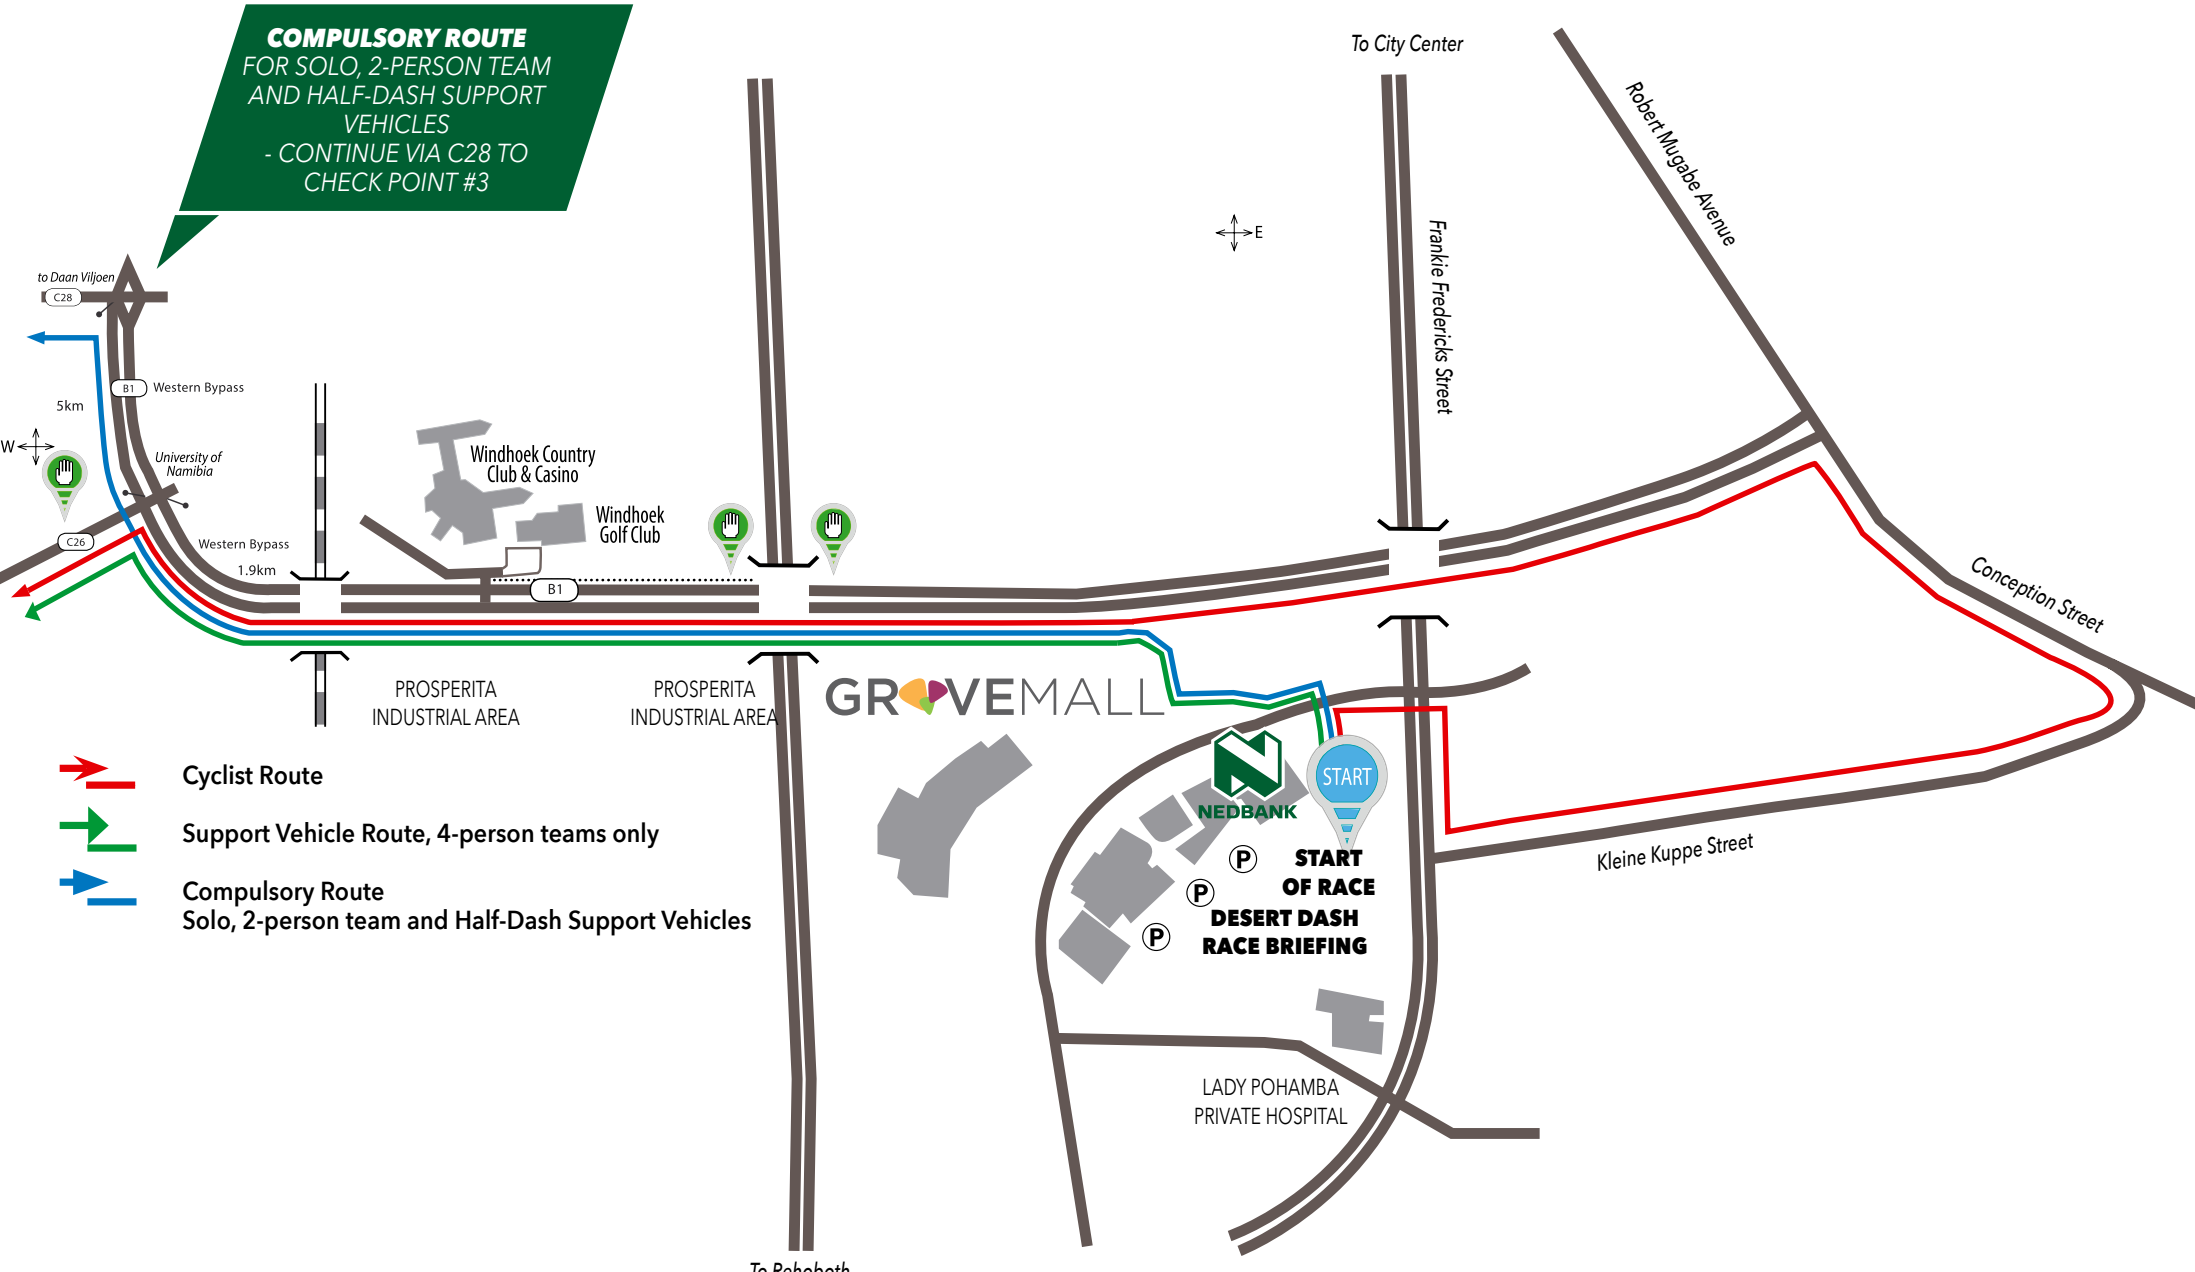 COMPULSORY ROUTE
FOR SOLO, 2-PERSON TEAM
AND HALF-DASH SUPPORT
VEHICLES
- CONTINUE VIA C28 TO
CHECK POINT #3
To City Center
Robert Mugabe Avenue
E
Frankie Fredericks Street
to Daan Viljoen
C28
B1
Western Bypass
5km
W
University of
Namibia
C26
Western Bypass
1.9km
Windhoek Country
Club & Casino
Windhoek
Golf Club
B1
Conception Street
PROSPERITA
INDUSTRIAL AREA
PROSPERITA
INDUSTRIAL AREA
GROVEMALL
NEDBANK
START
Kleine Kuppe Street
P
P
P
START
OF RACE
DESERT DASH
RACE BRIEFING
Cyclist Route
Support Vehicle Route, 4-person teams only
Compulsory Route
Solo, 2-person team and Half-Dash Support Vehicles
LADY POHAMBA
PRIVATE HOSPITAL
To Rehoboth